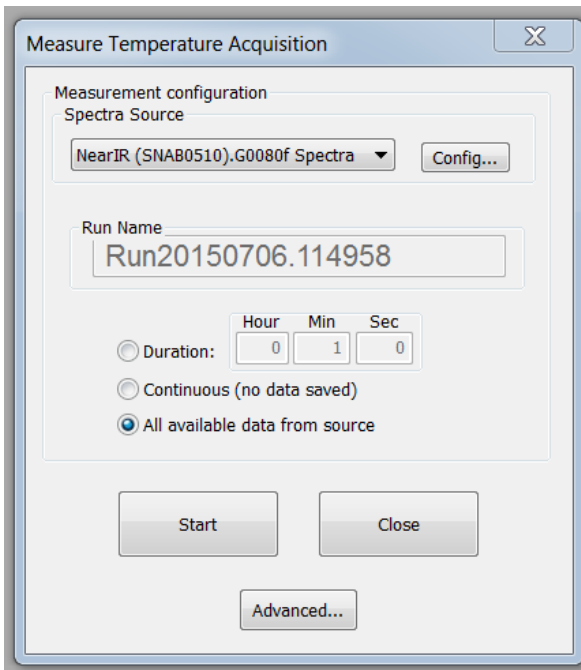 Measure Temperature Acquisition
Measurement configuration
Spectra Source
NearIR (SNAB0510).G0080f Spectra
Config...
Run Name
Run20150706.114958
Hour Min Sec
Duration: 0 1 0
Continuous (no data saved)
All available data from source
Start Close
Advanced...